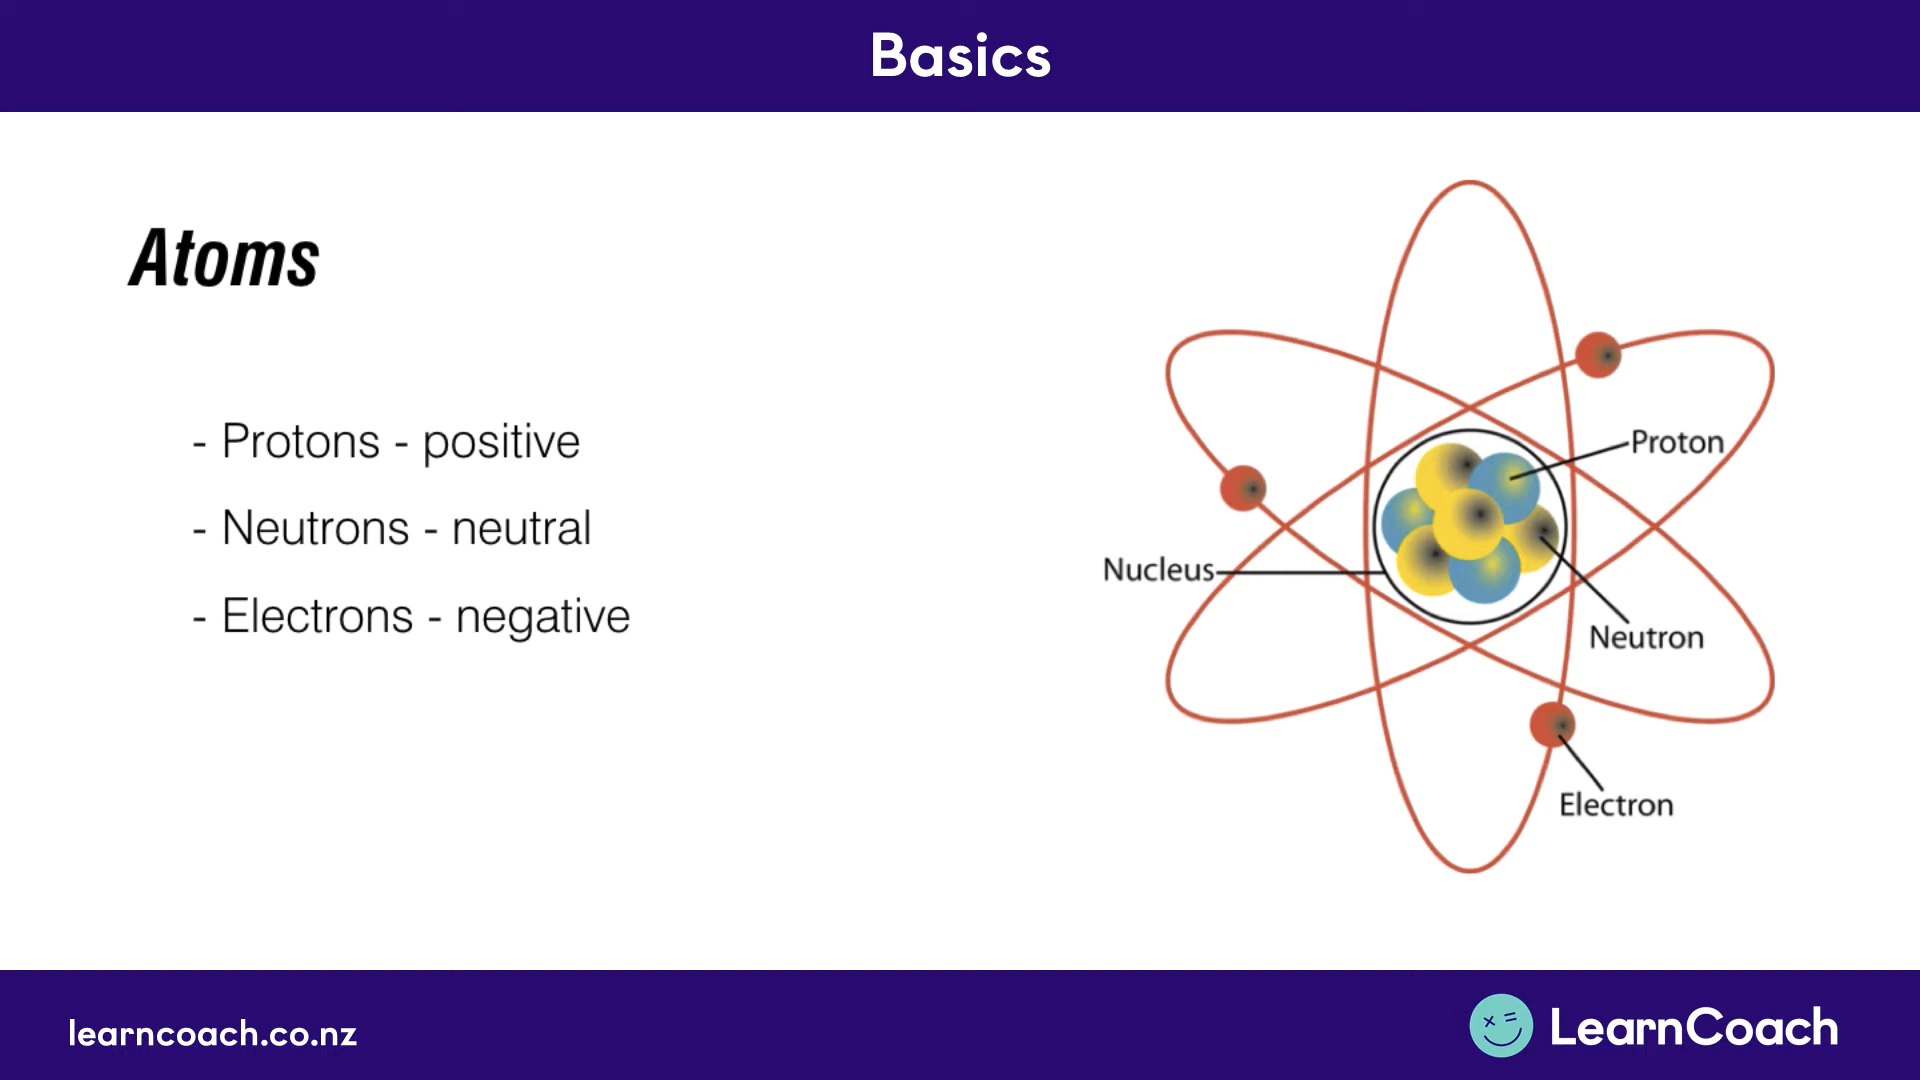 Basics
Atoms
- Protons - positive
- Neutrons - neutral
- Electrons - negative
Proton
Nucleus
Neutron
Electron
learncoach.co.nz
LearnCoach